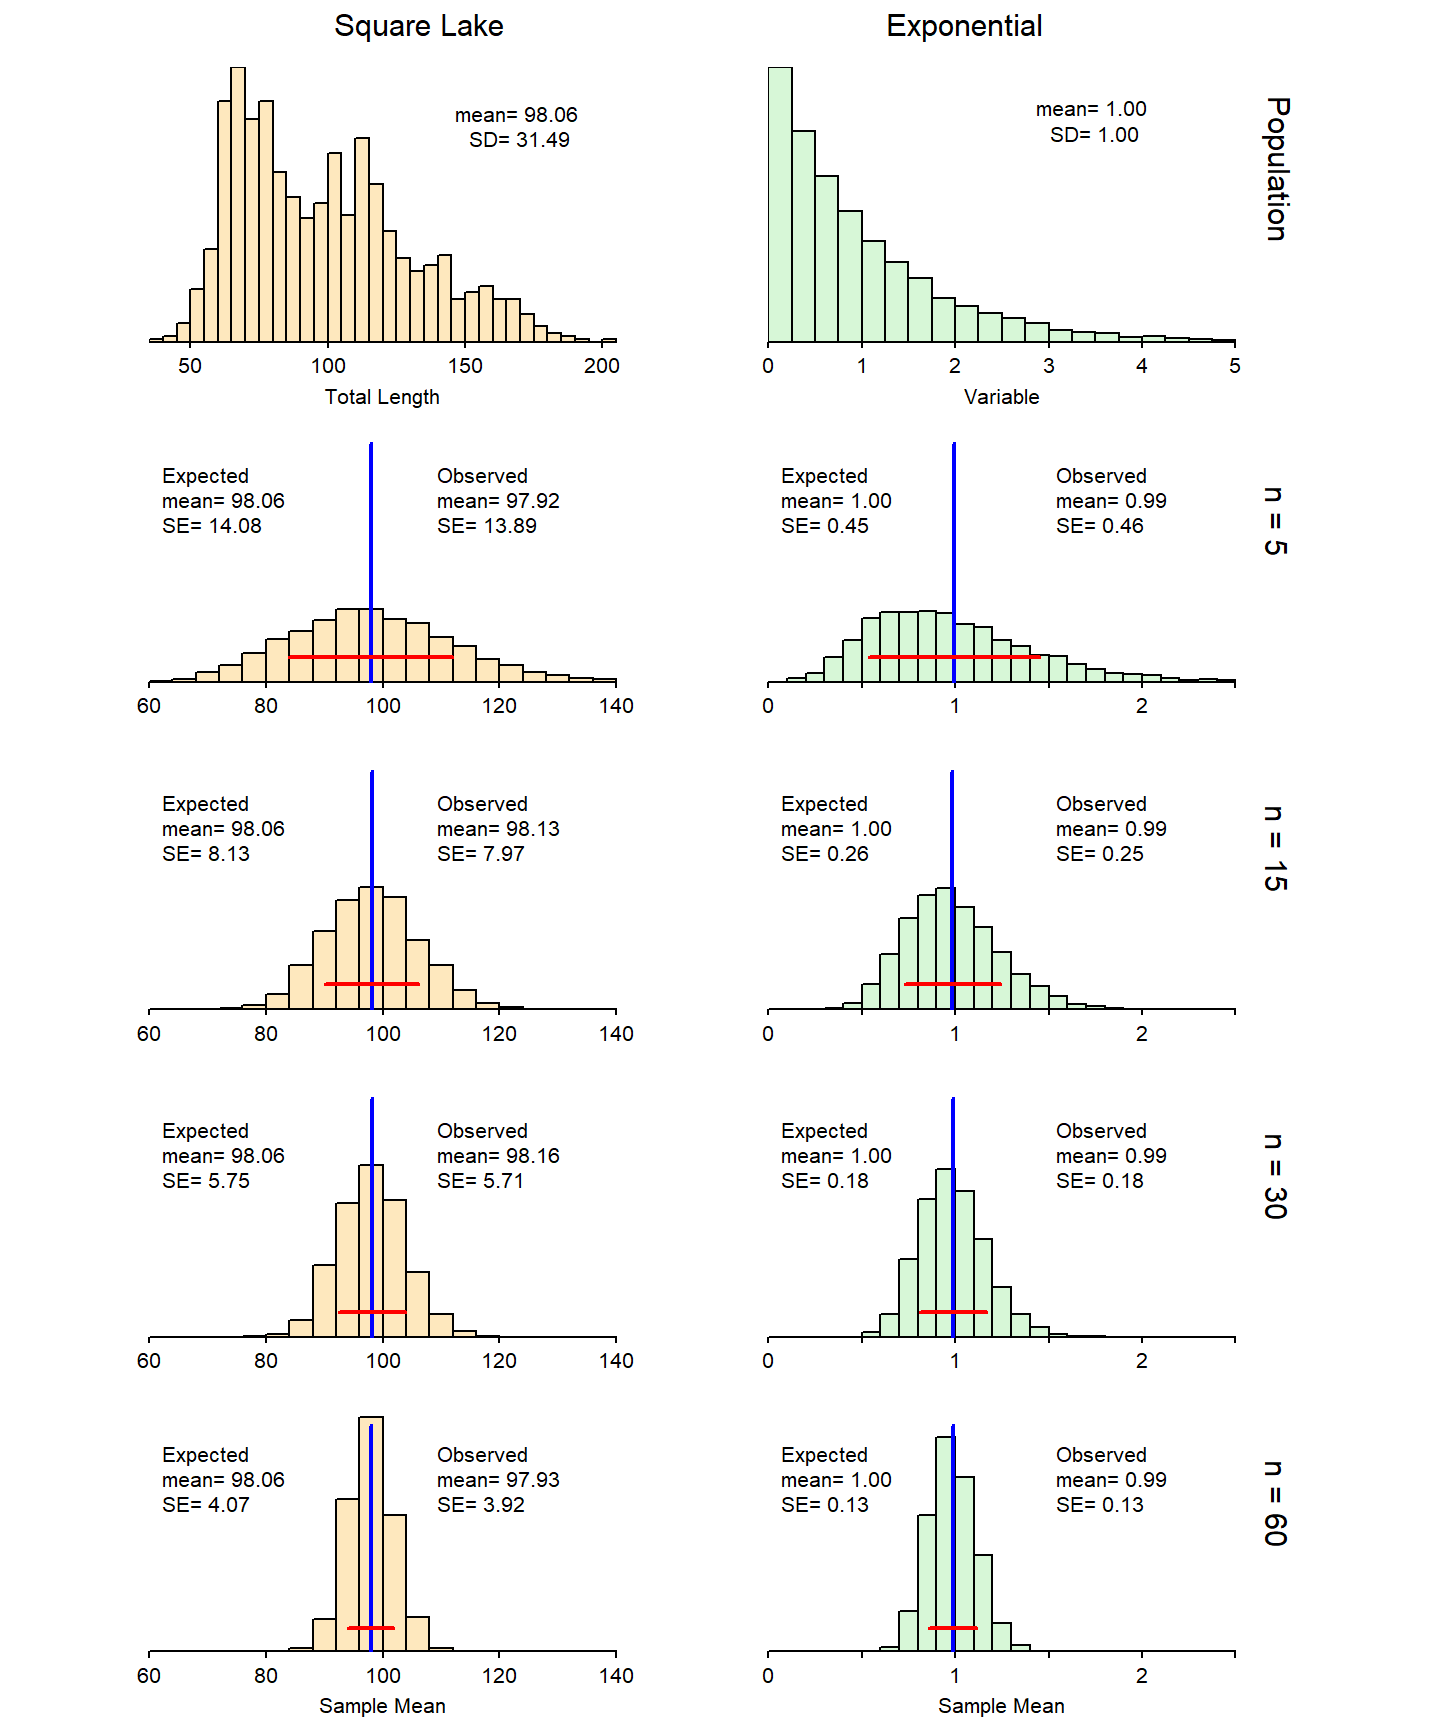 Square Lake
Exponential
mean= 98.06
SD= 31.49
mean= 1.00
SD= 1.00
Population
50 100 150 200
Total Length
0 1 2 3 4 5
Variable
Expected
mean= 98.06
SE= 14.08
Observed
mean= 97.92
SE= 13.89
Expected
mean= 1.00
SE= 0.45
Observed
mean= 0.99
SE= 0.46
n = 5
60 80 100 120 140
0 1 2
Expected
mean= 98.06
SE= 8.13
Observed
mean= 98.13
SE= 7.97
Expected
mean= 1.00
SE= 0.26
Observed
mean= 0.99
SE= 0.25
n = 15
60 80 100 120 140
0 1 2
Expected
mean= 98.06
SE= 5.75
Observed
mean= 98.16
SE= 5.71
Expected
mean= 1.00
SE= 0.18
Observed
mean= 0.99
SE= 0.18
n = 30
60 80 100 120 140
0 1 2
Expected
mean= 98.06
SE= 4.07
Observed
mean= 97.93
SE= 3.92
Expected
mean= 1.00
SE= 0.13
Observed
mean= 0.99
SE= 0.13
n = 60
60 80 100 120 140
Sample Mean
0 1 2
Sample Mean